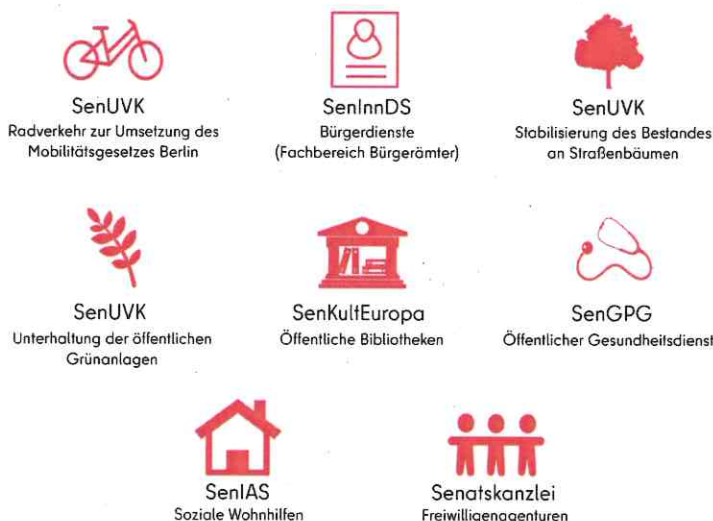 SenUVK
Radverkehr zur Umsetzung des
Mobilitätsgesetzes Berlin
SenInnDS
Bürgerdienste
(Fachbereich Bürgerämter)
SenUVK
Stabilisierung des Bestandes
an Straßenbäumen
SenUVK
Unterhaltung der öffentlichen
Grünanlagen
SenKultEuropa
Öffentliche Bibliotheken
SenGPG
Öffentlicher Gesundheitsdienst
SenIAS
Soziale Wohnhilfen
Senatskanzlei
Freiwilligenagenturen